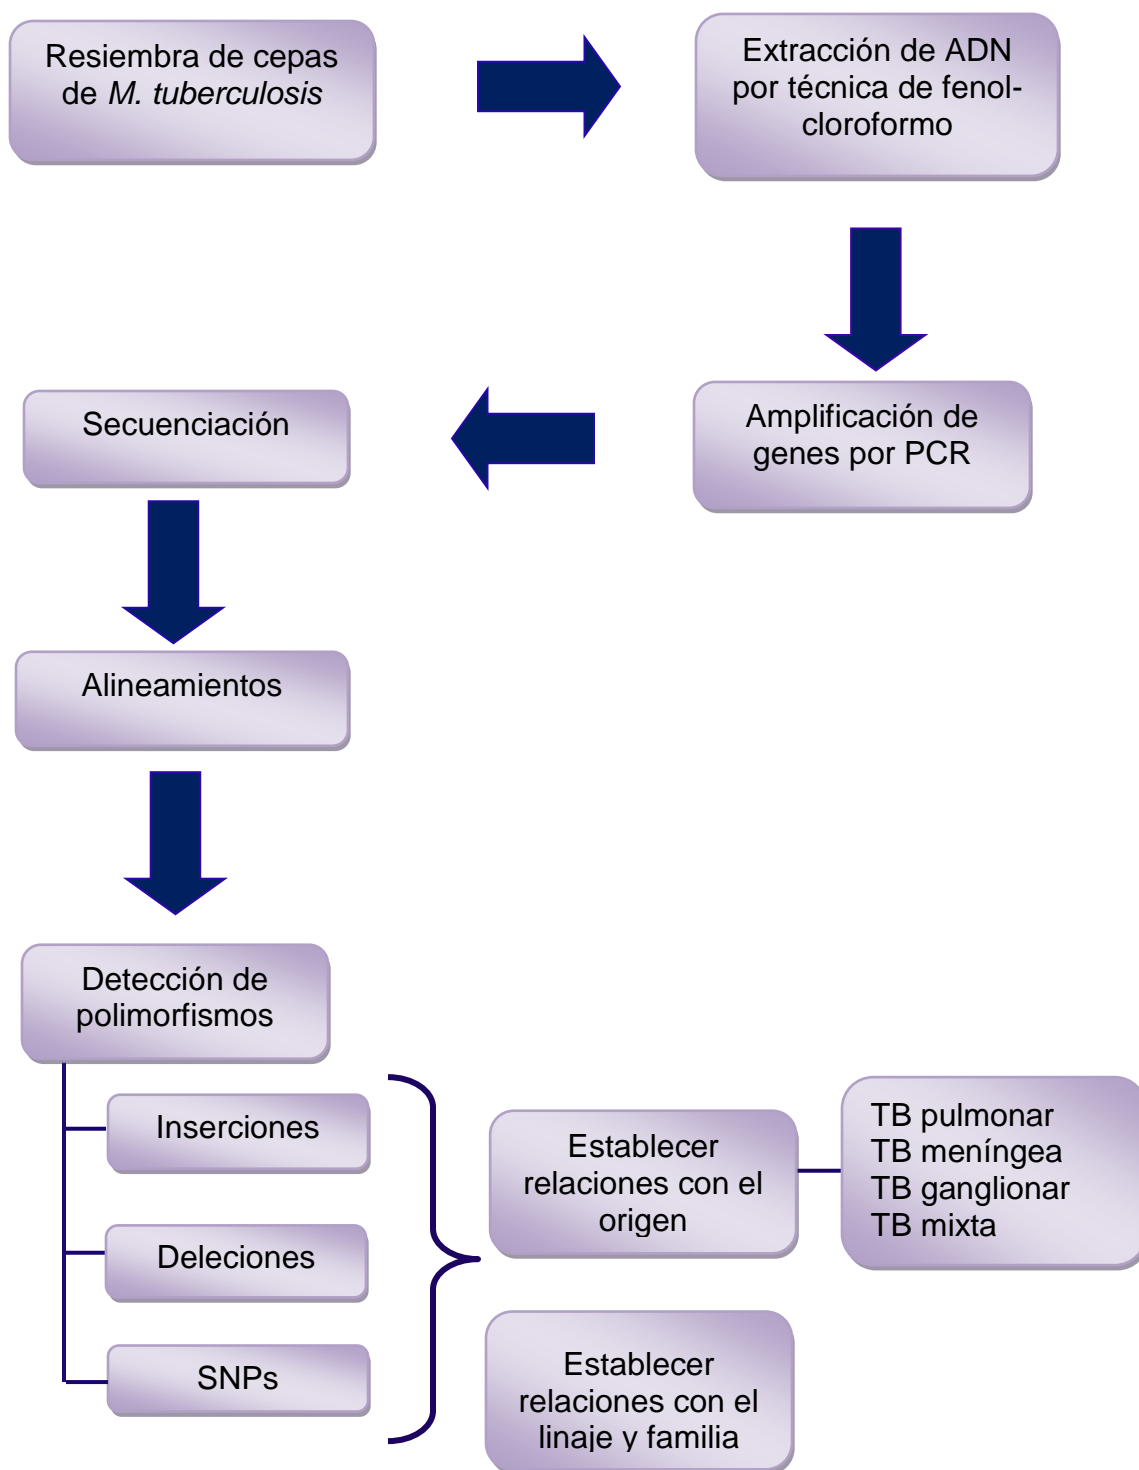 Resiembra de cepas
de M. tuberculosis
Extracción de ADN
por técnica de fenol-
cloroformo
Amplificación de
genes por PCR
Secuenciación
Alineamientos
Detección de
polimorfismos
Inserciones
Deleciones
SNPs
Establecer
relaciones con el
origen
TB pulmonar
TB meníngea
TB ganglionar
TB mixta
Establecer
relaciones con el
linaje y familia